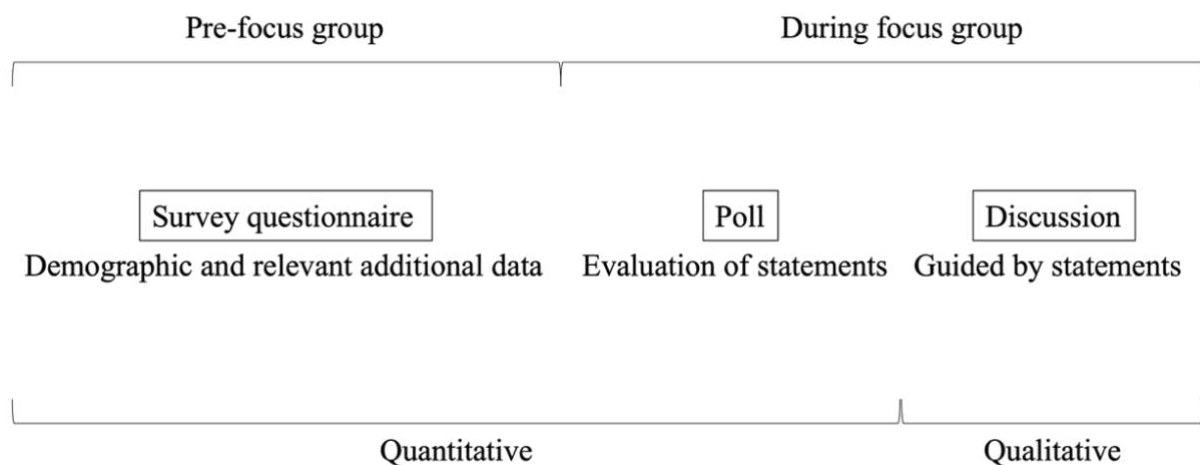 Pre-focus group During focus group
Survey questionnaire Poll Discussion
Demographic and relevant additional data Evaluation of statements Guided by statements
Quantitative Qualitative